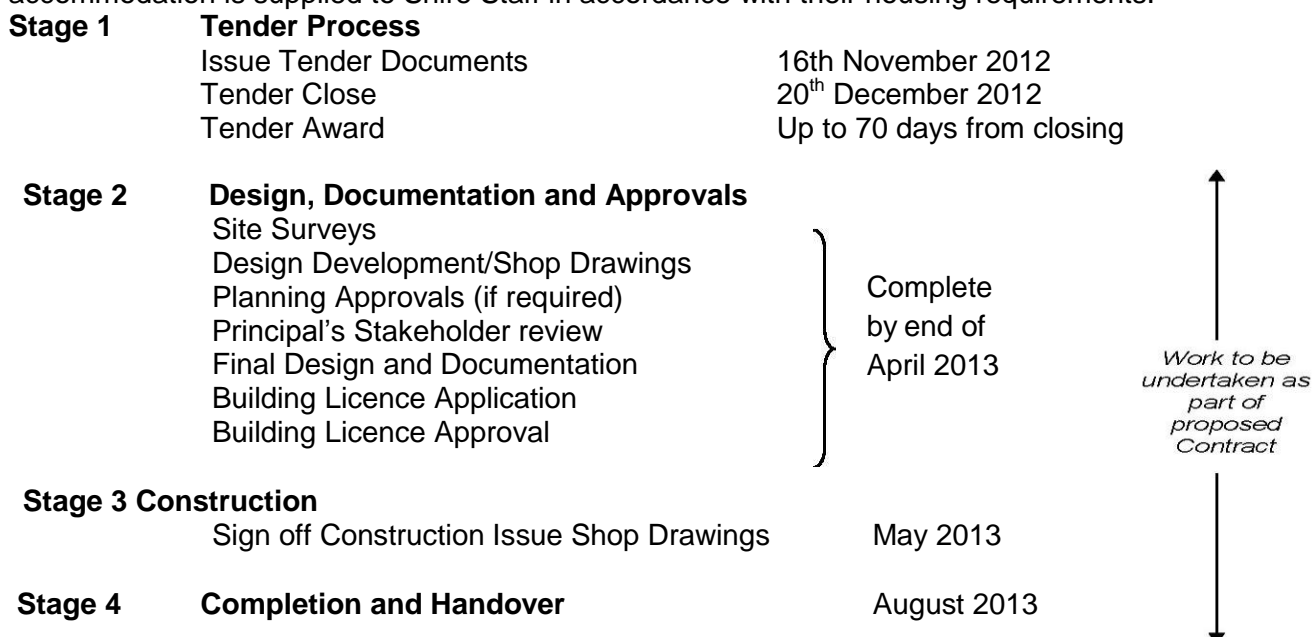 accommodation is supplied to Shire Staff in accordance with their housing requirements.
Stage 1 Tender Process
Issue Tender Documents 16th November 2012
Tender Close 20th December 2012
Tender Award Up to 70 days from closing
Stage 2 Design, Documentation and Approvals
Site Surveys
Design Development/Shop Drawings
Planning Approvals (if required)
Principal's Stakeholder review
Final Design and Documentation
Building Licence Application
Building Licence Approval
Complete
by end of
April 2013
Work to be
undertaken as
part of
proposed
Contract
Stage 3 Construction
Sign off Construction Issue Shop Drawings May 2013
Stage 4 Completion and Handover August 2013